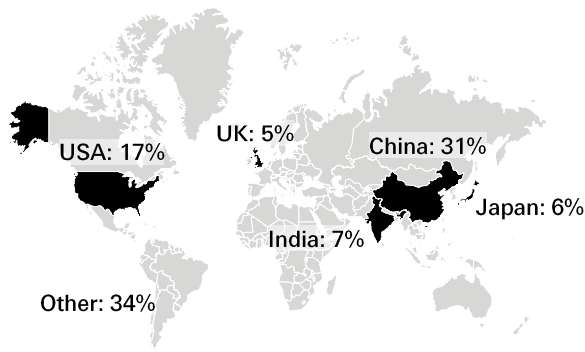 UK: 5%
China: 31%
USA: 17%
Japan: 6%
India: 7%
Other: 34%